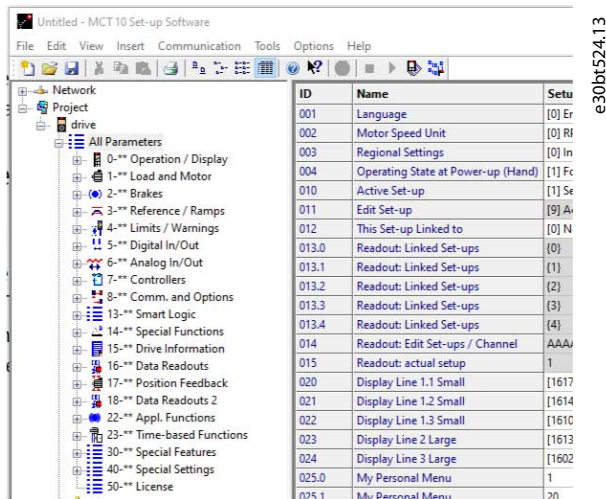 Untitled - MCT 10 Set-up Software
File Edit View Insert Communication Tools Options Help
Network
Project
drive
All Parameters
0-** Operation / Display
1-** Load and Motor
2-** Brakes
3-** Reference / Ramps
4-** Limits / Warnings
5-** Digital In/Out
6-** Analog In/Out
7-** Controllers
8-** Comm. and Options
13-** Smart Logic
14-** Special Functions
15-** Drive Information
16-** Data Readouts
17-** Position Feedback
18-** Data Readouts 2
22-** Appl. Functions
23-** Time-based Functions
30-** Special Features
40-** Special Settings
50-** License
ID Name Setu
001 Language [0] Er
002 Motor Speed Unit [0] RP
003 Regional Settings [0] In
004 Operating State at Power-up (Hand) [1] Fo
010 Active Set-up [1] Se
011 Edit Set-up [9] A
012 This Set-up Linked to [0] N
013.0 Readout: Linked Set-ups {0}
013.1 Readout: Linked Set-ups {1}
013.2 Readout: Linked Set-ups {2}
013.3 Readout: Linked Set-ups {3}
013.4 Readout: Linked Set-ups {4}
014 Readout: Edit Set-ups / Channel AAAA
015 Readout: actual setup 1
020 Display Line 1.1 Small [1617
021 Display Line 1.2 Small [1614
022 Display Line 1.3 Small [1610
023 Display Line 2 Large [1613
024 Display Line 3 Large [1602
025.0 My Personal Menu 1
025.1 My Personal Menu 20
e30bt524.13